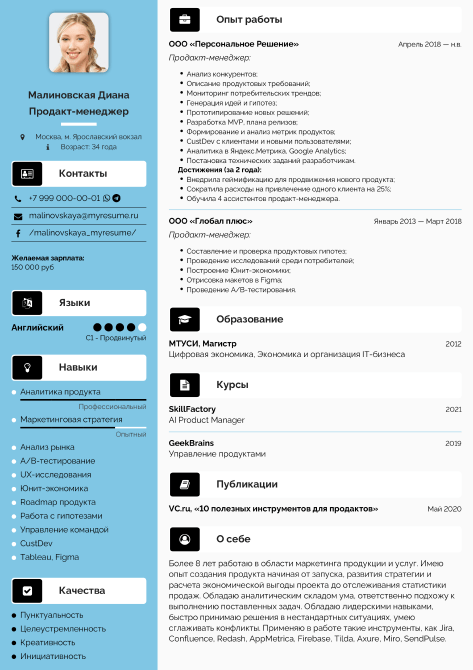 Малиновская Диана
Продакт-менеджер
Москва, м. Ярославский вокзал
Возраст: 34 года
Контакты
+7 999 000-00-01
malinovskaya@myresume.ru
/malinovskaya_myresume/
Желаемая зарплата:
150 000 руб
Языки
Английский
C1 - Продвинутый
Навыки
Аналитика продукта
Профессиональный
Маркетинговая стратегия
Опытный
Анализ рынка
A/B-тестирование
UX-исследования
Юнит-экономика
Roadmap продукта
Работа с гипотезами
Управление командой
CustDev
Tableau, Figma
Качества
Пунктуальность
Целеустремленность
Креативность
Инициативность
Опыт работы
ООО «Персональное Решение» Апрель 2018 — н.в.
Продакт-менеджер:
Анализ конкурентов;
Описание продуктовых требований;
Мониторинг потребительских трендов;
Генерация идей и гипотез;
Прототипирование новых решений;
Разработка MVP, плана релизов;
Формирование и анализ метрик продуктов;
CustDev с клиентами и новыми пользователями;
Аналитика в Яндекс.Метрика, Google Analytics;
Постановка технических заданий разработчикам.
Достижения (за 2 года):
Внедрила геймификацию для продвижения нового продукта;
Сократила расходы на привлечение одного клиента на 25%;
Обучила 4 ассистентов продакт-менеджера.
ООО «Глобал плюс» Январь 2013 — Март 2018
Продакт-менеджер:
Составление и проверка продуктовых гипотез;
Проведение исследований среди потребителей;
Построение Юнит-экономики;
Отрисовка макетов в Figma;
Проведение A/B-тестирования.
Образование
МТУСИ, Магистр 2012
Цифровая экономика, Экономика и организация IT-бизнеса
Курсы
SkillFactory 2021
AI Product Manager
GeekBrains 2019
Управление продуктами
Публикации
VC.ru, «10 полезных инструментов для продактов» Май 2020
О себе
Более 8 лет работаю в области маркетинга продукции и услуг. Имею
опыт создания продукта начиная от запуска, развития стратегии и
расчета экономической выгоды проекта до отслеживания статистики
продаж. Обладаю аналитическим складом ума, ответственно подхожу к
выполнению поставленных задач. Обладаю лидерскими навыками,
быстро принимаю решения в нестандартных ситуациях, умею
сглаживать конфликты. Применяю в работе такие инструменты, как Jira,
Confluence, Redash, AppMetrica, Firebase, Tilda, Axure, Miro, SendPulse.